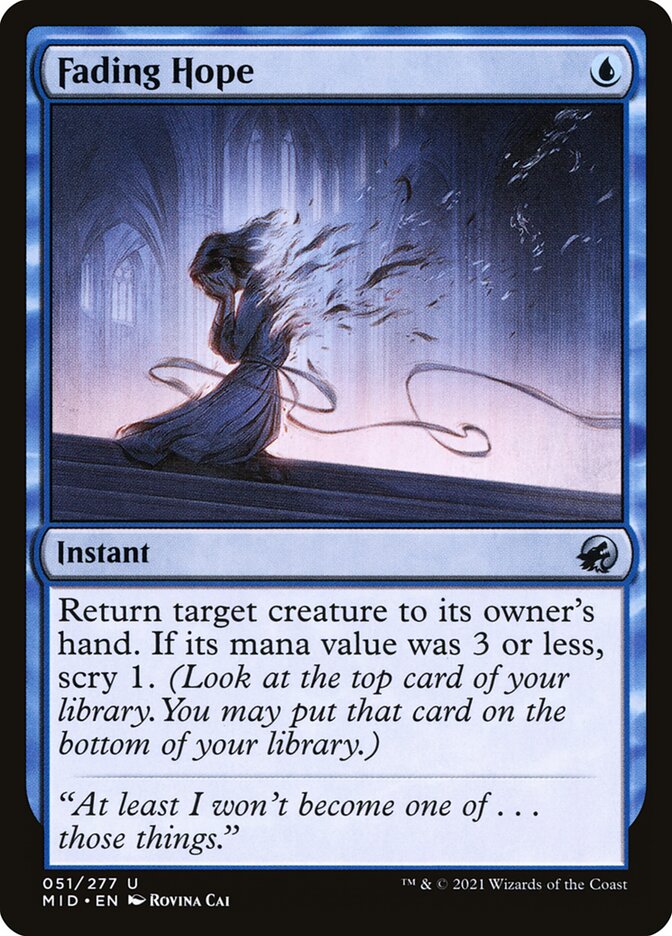 Fading Hope
Instant
Return target creature to its owner's
hand. If its mana value was 3 or less,
scry 1. (Look at the top card of your
library. You may put that card on the
bottom of your library.)
“At least I won't become one of . . .
those things.”
051/277 U
MID • EN Rovina Cai
™ & © 2021 Wizards of the Coast